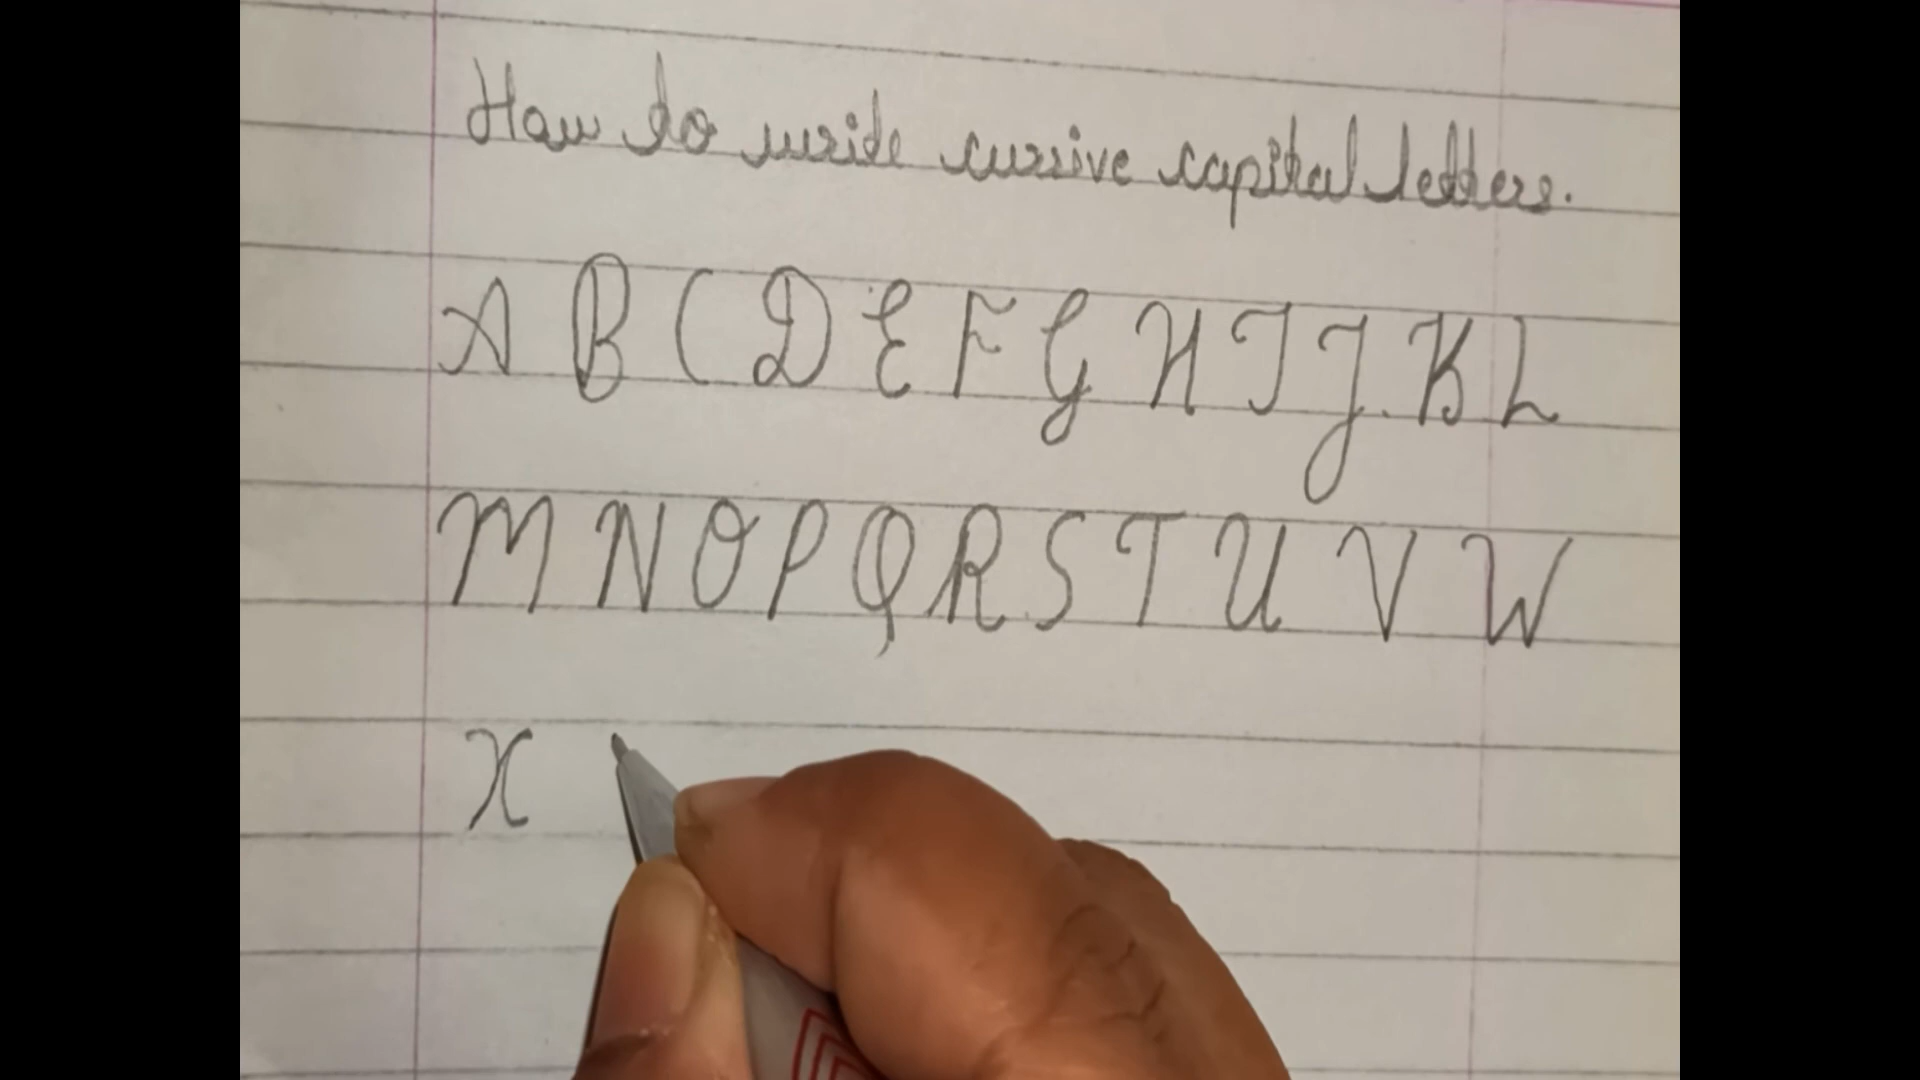 How to write cursive capital letters.
A B C D E F G H I J K L
M N O P Q R S T U V W
X